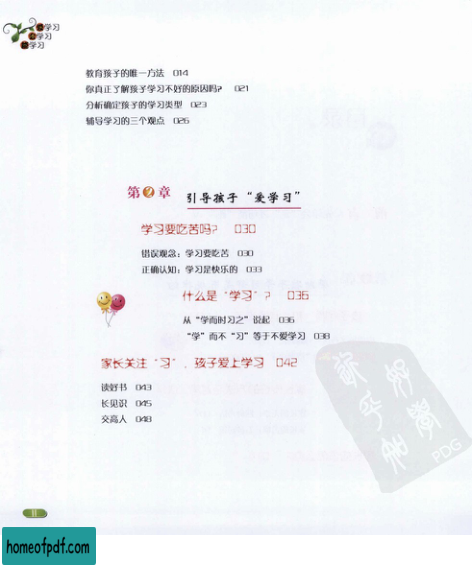 学习
学习
学习
教育孩子的唯一方法 014
你真正了解孩子学习不好的原因吗？ 021
分析确定孩子的学习类型 023
辅导学习的三个观点 026
第2章 引导孩子“爱学习”
学习要吃苦吗？ 030
错误观念：学习要吃苦 030
正确认知：学习是快乐的 033
什么是“学习”？ 036
从“学而时习之”说起 036
“学”而不“习”等于不爱学习 038
家长关注“习”，孩子爱上学习 042
读好书 043
长见识 045
交高人 048
PDG
II
homeofpdf.com